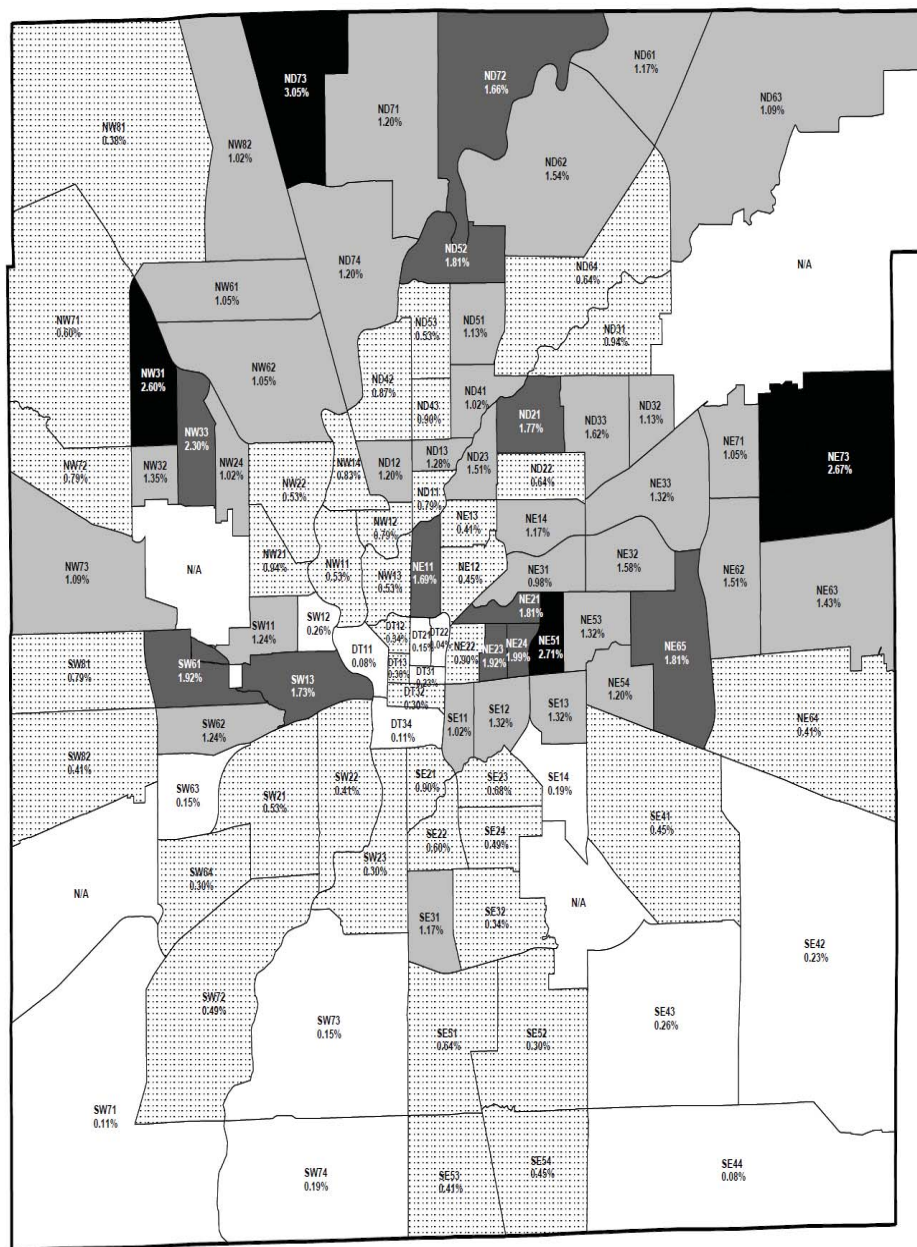 ND73
3.05%
ND72
1.66%
ND61
1.17%
ND63
1.09%
ND71
1.20%
NW81
0.38%
NW82
1.02%
ND62
1.54%
ND52
1.81%
ND74
1.20%
ND64
0.64%
N/A
NW61
1.05%
NW71
0.60%
ND53
0.53%
ND51
1.13%
ND31
0.94%
NW31
2.60%
NW62
1.05%
ND42
0.87%
ND43
0.90%
ND41
1.02%
ND21
1.77%
ND33
1.62%
ND32
1.13%
NW33
2.30%
NE71
1.05%
NE73
2.67%
NW72
0.79%
NW32
1.35%
NW24
1.02%
NW22
0.53%
NW14
0.83%
ND12
1.20%
ND13
1.28%
ND23
1.51%
ND22
0.64%
NE33
1.32%
ND11
0.79%
NW12
0.79%
NE13
0.41%
NE14
1.17%
NW73
1.09%
N/A
NW21
0.94%
NW11
0.53%
NW13
0.53%
NE11
1.69%
NE12
0.45%
NE31
0.98%
NE32
1.58%
NE62
1.51%
NE63
1.43%
SW11
1.24%
SW12
0.26%
DT12
0.34%
DT21
0.15%
DT22
0.04%
NE21
1.81%
NE51
2.71%
NE53
1.32%
NE65
1.81%
SW81
0.79%
SW61
1.92%
SW13
1.73%
DT11
0.08%
DT13
0.38%
DT31
0.23%
NE22
0.90%
NE23
1.92%
NE24
1.99%
NE54
1.20%
DT32
0.30%
SW62
1.24%
DT34
0.11%
SE11
1.02%
SE12
1.32%
SE13
1.32%
NE64
0.41%
SW82
0.41%
SW63
0.15%
SW21
0.53%
SW22
0.41%
SE21
0.90%
SE23
0.68%
SE14
0.19%
SE41
0.45%
SE22
0.60%
SE24
0.49%
SW23
0.30%
SW64
0.30%
N/A
SE31
1.17%
SE32
0.34%
N/A
SE42
0.23%
SW72
0.49%
SW73
0.15%
SE51
0.64%
SE52
0.30%
SE43
0.26%
SW71
0.11%
SW74
0.19%
SE53
0.41%
SE54
0.45%
SE44
0.08%